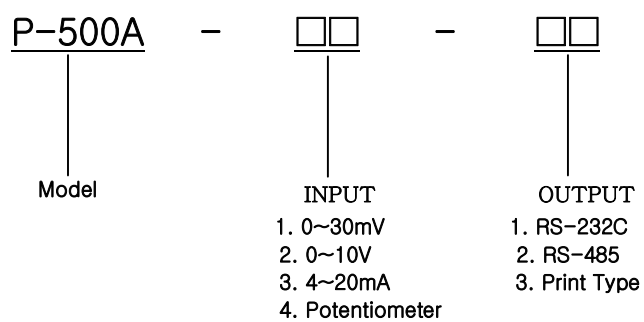 P-500A - □□ - □□
Model
INPUT
1. 0~30mV
2. 0~10V
3. 4~20mA
4. Potentiometer
OUTPUT
1. RS-232C
2. RS-485
3. Print Type